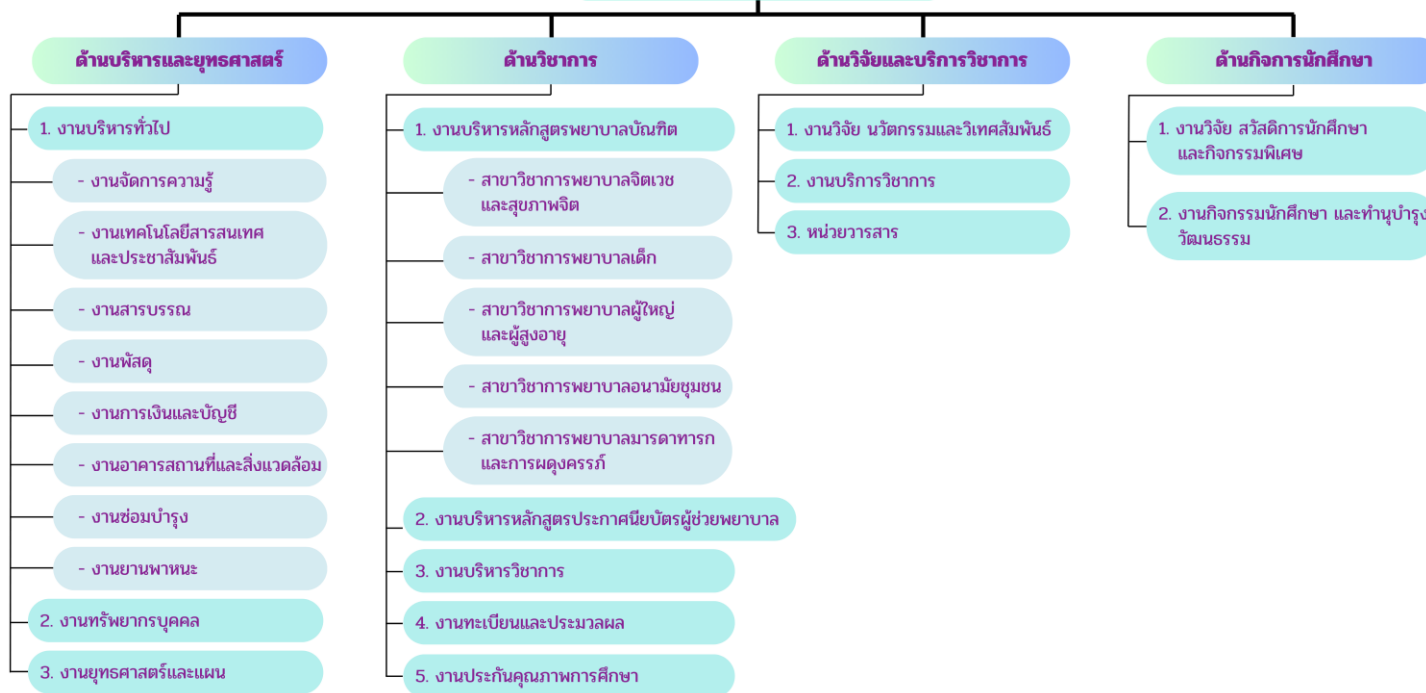 ด้านบริหารและยุทธศาสตร์
1. งานบริหารทั่วไป
- งานจัดการความรู้
- งานเทคโนโลยีสารสนเทศ
และประชาสัมพันธ์
- งานสารบรรณ
- งานพัสดุ
- งานการเงินและบัญชี
- งานอาคารสถานที่และสิ่งแวดล้อม
- งานซ่อมบำรุง
- งานยานพาหนะ
2. งานทรัพยากรบุคคล
3. งานยุทธศาสตร์และแผน
ด้านวิชาการ
1. งานบริหารหลักสูตรพยาบาลบัณฑิต
- สาขาวิชาการพยาบาลจิตเวช
และสุขภาพจิต
- สาขาวิชาการพยาบาลเด็ก
- สาขาวิชาการพยาบาลผู้ใหญ่
และผู้สูงอายุ
- สาขาวิชาการพยาบาลอนามัยชุมชน
- สาขาวิชาการพยาบาลมารดาทารก
และการผดุงครรภ์
2. งานบริหารหลักสูตรประกาศนียบัตรผู้ช่วยพยาบาล
3. งานบริหารวิชาการ
4. งานทะเบียนและประมวลผล
5. งานประกันคุณภาพการศึกษา
ด้านวิจัยและบริการวิชาการ
1. งานวิจัย นวัตกรรมและวิเทศสัมพันธ์
2. งานบริการวิชาการ
3. หน่วยวารสาร
ด้านกิจการนักศึกษา
1. งานวิจัย สวัสดิการนักศึกษา
และกิจกรรมพิเศษ
2. งานกิจกรรมนักศึกษา และทำนุบำรุง
วัฒนธรรม